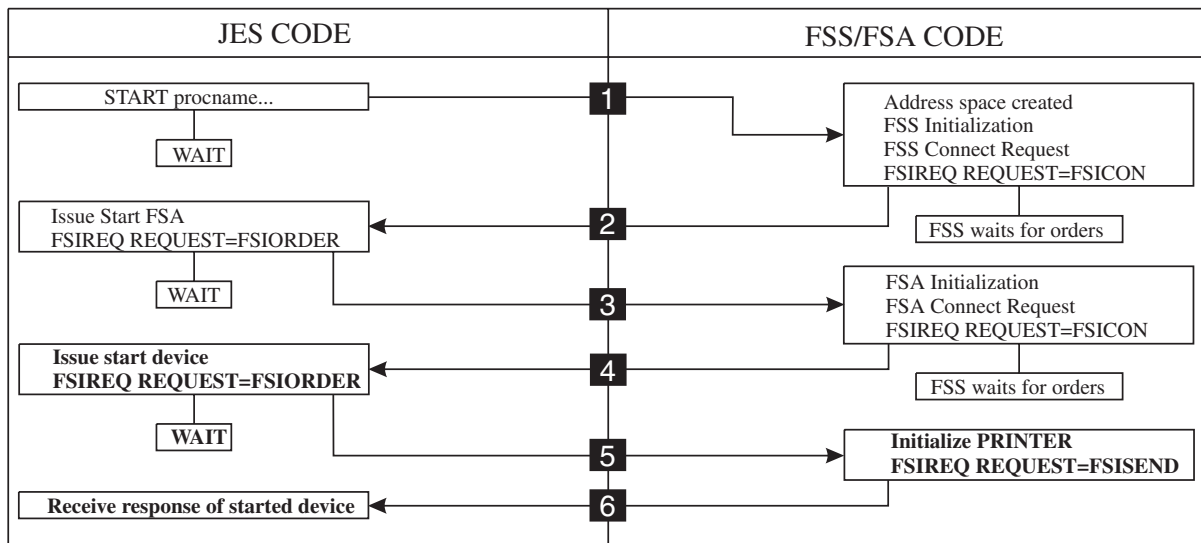 JES CODE
FSS/FSA CODE
START procname...
1
Address space created
FSS Initialization
FSS Connect Request
FSIREQ REQUEST=FSICON
WAIT
Issue Start FSA
FSIREQ REQUEST=FSIORDER
2
FSS waits for orders
WAIT
3
FSA Initialization
FSA Connect Request
FSIREQ REQUEST=FSICON
Issue start device
FSIREQ REQUEST=FSIORDER
4
FSS waits for orders
WAIT
5
Initialize PRINTER
FSIREQ REQUEST=FSISEND
Receive response of started device
6